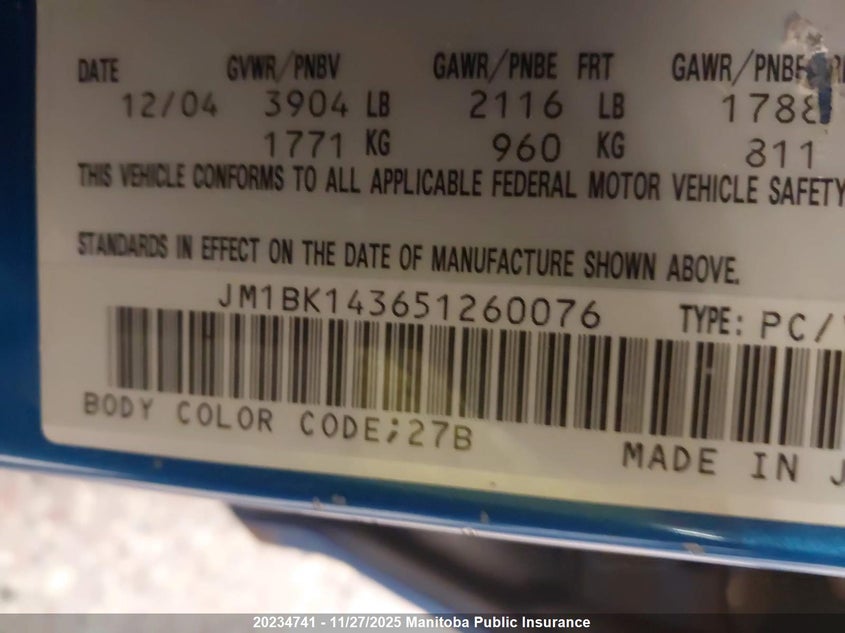 DATE GVWR/PNBV GAWR/PNBE FRT GAWR/PNBE
12/04 3904 LB 2116 LB 1788
1771 KG 960 KG 811
THIS VEHICLE CONFORMS TO ALL APPLICABLE FEDERAL MOTOR VEHICLE SAFETY
STANDARDS IN EFFECT ON THE DATE OF MANUFACTURE SHOWN ABOVE.
JM1BK143651260076 TYPE: PC/
BODY COLOR CODE;27B
MADE IN J
20234741 - 11/27/2025 Manitoba Public Insurance